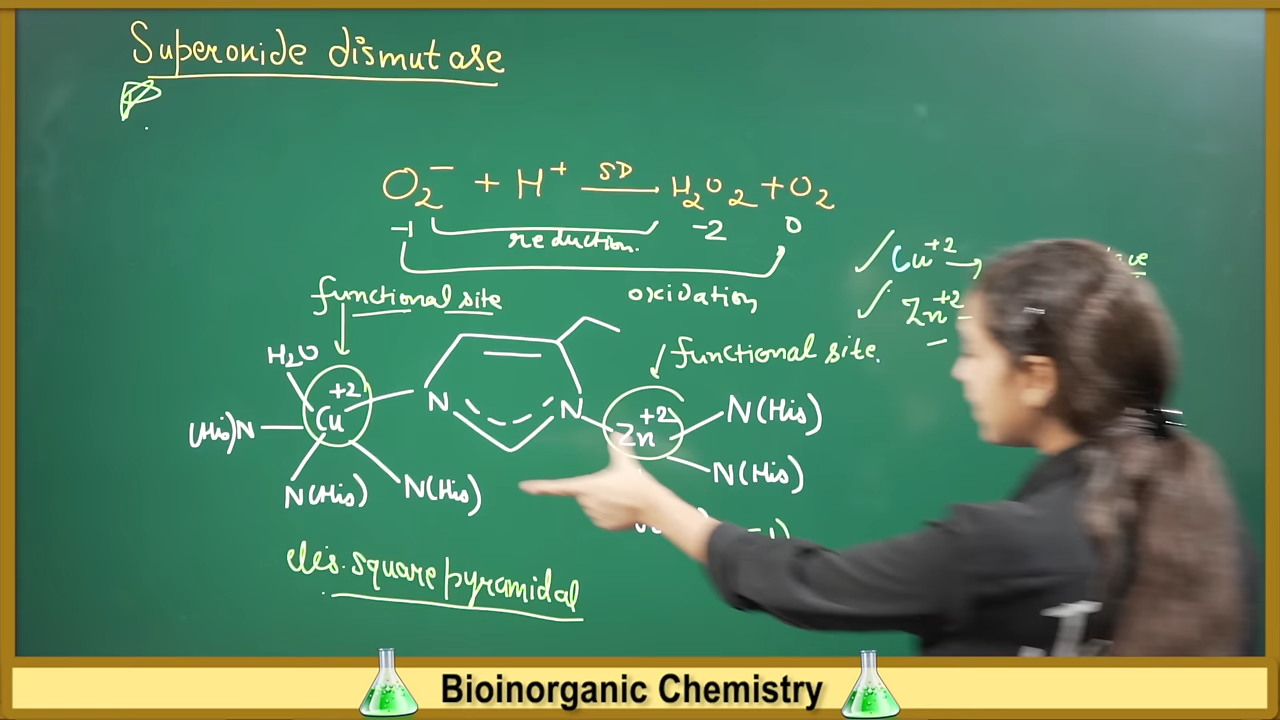 Superoxide dismutase
O₂⁻ + H⁺ SD→ H₂O₂ + O₂
-1 reduction. -2 0
oxidation
Cu⁺² →
Zn⁺²
functional site
functional site.
H₂O
Cu⁺²
(His)N
N(His)
N(His)
N
N
Zn⁺²
N(His)
N(His)
dis. square pyramidal
Bioinorganic Chemistry